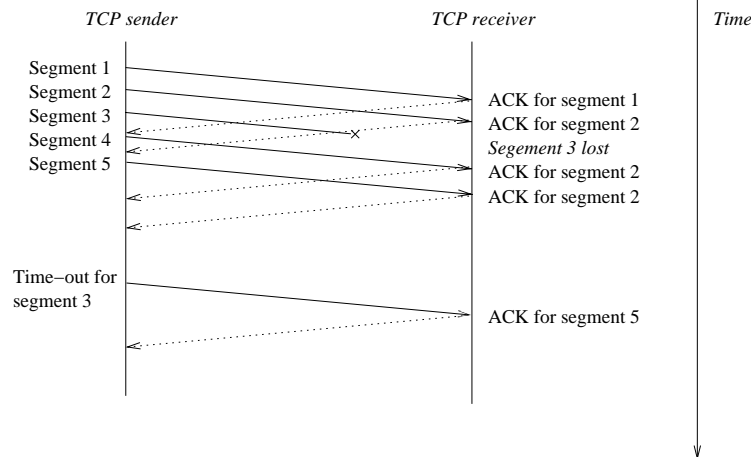 TCP sender
TCP receiver
Time
Segment 1
Segment 2
Segment 3
Segment 4
Segment 5
ACK for segment 1
ACK for segment 2
Segement 3 lost
ACK for segment 2
ACK for segment 2
Time−out for
segment 3
ACK for segment 5